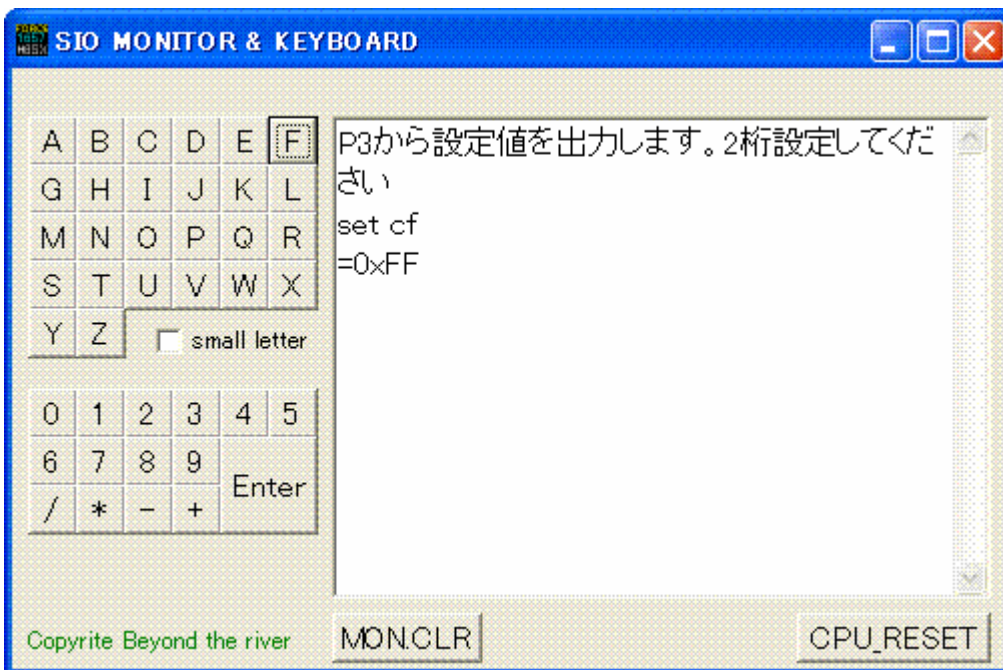 SIO MONITOR & KEYBOARD
A B C D E F
G H I J K L
M N O P Q R
S T U V W X
Y Z
small letter
0 1 2 3 4 5
6 7 8 9
Enter
/ * - +
P3から設定値を出力します。2桁設定してくだ
さい
set cf
=0xFF
Copyrite Beyond the river
MON.CLR
CPU_RESET